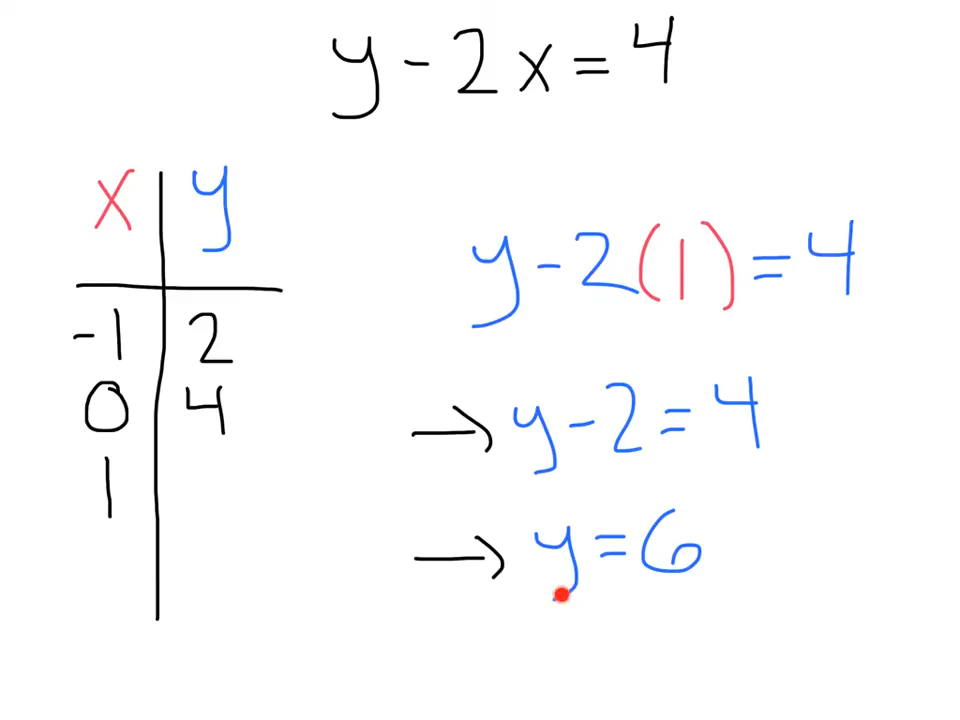 y - 2x = 4
x y
-1 2
0 4
1
y - 2(1) = 4
→ y - 2 = 4
→ y = 6